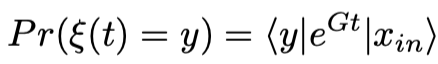 Pr(ξ(t) = y) = ⟨y|e^{Gt}|x_{in}⟩